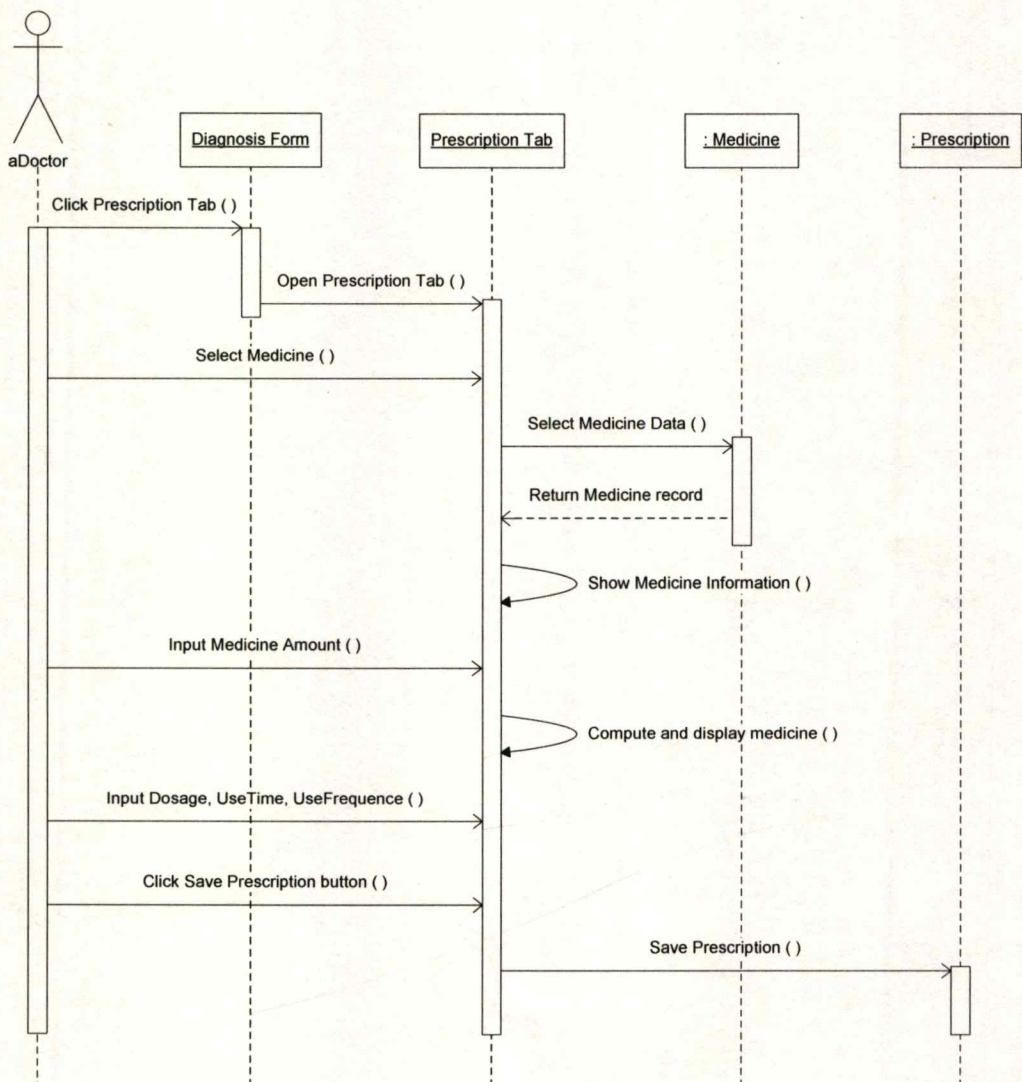 aDoctor
Diagnosis Form
Prescription Tab
: Medicine
: Prescription
Click Prescription Tab ( )
Open Prescription Tab ( )
Select Medicine ( )
Select Medicine Data ( )
Return Medicine record
Show Medicine Information ( )
Input Medicine Amount ( )
Compute and display medicine ( )
Input Dosage, UseTime, UseFrequence ( )
Click Save Prescription button ( )
Save Prescription ( )